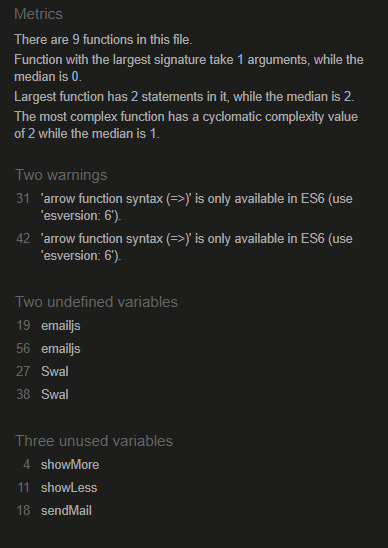 Metrics
There are 9 functions in this file.
Function with the largest signature take 1 arguments, while the
median is 0.
Largest function has 2 statements in it, while the median is 2.
The most complex function has a cyclomatic complexity value
of 2 while the median is 1.
Two warnings
31 'arrow function syntax (=>)' is only available in ES6 (use
'esversion: 6').
42 'arrow function syntax (=>)' is only available in ES6 (use
'esversion: 6').
Two undefined variables
19 emailjs
56 emailjs
27 Swal
38 Swal
Three unused variables
4 showMore
11 showLess
18 sendMail